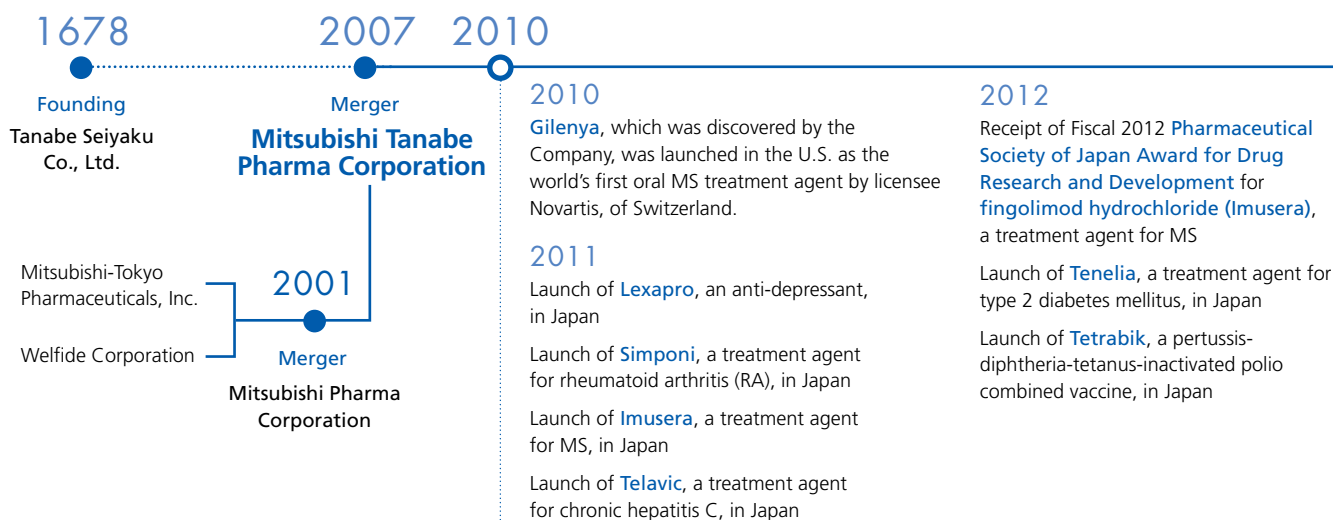 1678
Founding
Tanabe Seiyaku
Co., Ltd.
2007
Merger
Mitsubishi Tanabe
Pharma Corporation
Mitsubishi-Tokyo
Pharmaceuticals, Inc.
Welfide Corporation
2001
Merger
Mitsubishi Pharma
Corporation
2010
2010
Gilenya, which was discovered by the
Company, was launched in the U.S. as the
world’s first oral MS treatment agent by licensee
Novartis, of Switzerland.
2011
Launch of Lexapro, an anti-depressant,
in Japan
Launch of Simponi, a treatment agent
for rheumatoid arthritis (RA), in Japan
Launch of Imusera, a treatment agent
for MS, in Japan
Launch of Telavic, a treatment agent
for chronic hepatitis C, in Japan
2012
Receipt of Fiscal 2012 Pharmaceutical
Society of Japan Award for Drug
Research and Development for
fingolimod hydrochloride (Imusera),
a treatment agent for MS
Launch of Tenelia, a treatment agent for
type 2 diabetes mellitus, in Japan
Launch of Tetrabik, a pertussis-
diphtheria-tetanus-inactivated polio
combined vaccine, in Japan